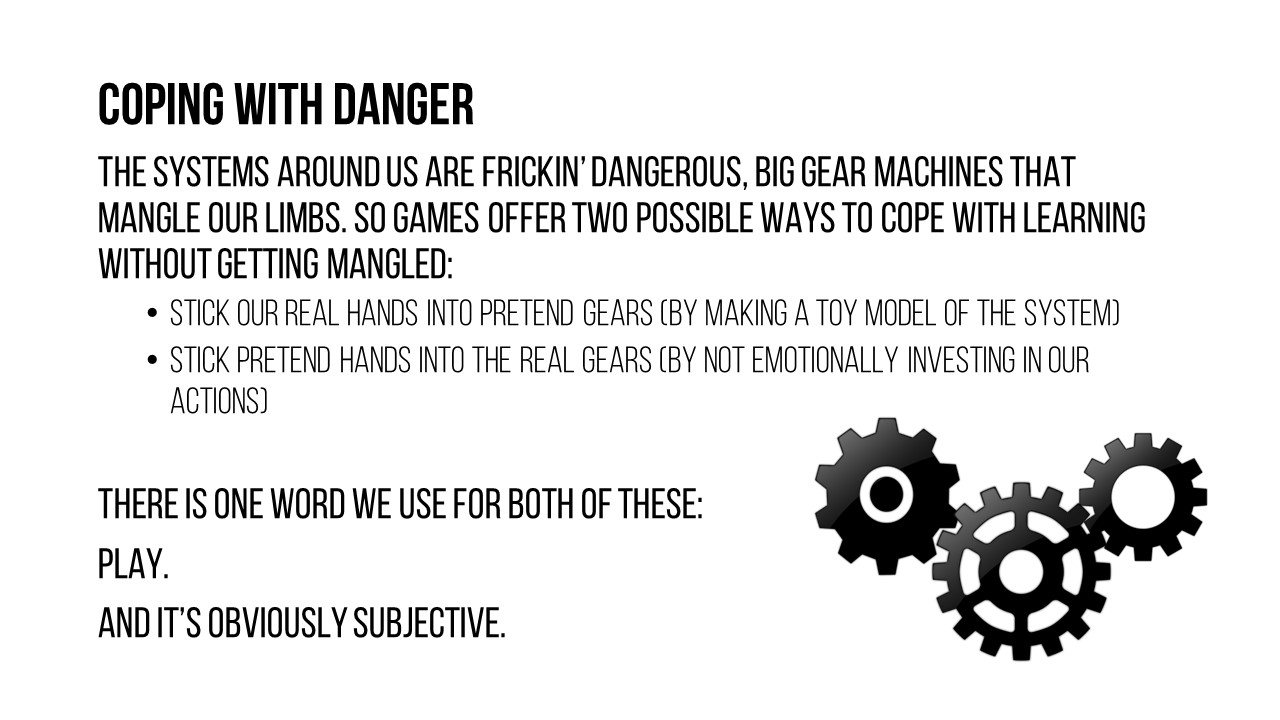 COPING WITH DANGER
THE SYSTEMS AROUND US ARE FRICKIN’ DANGEROUS, BIG GEAR MACHINES THAT
MANGLE OUR LIMBS. SO GAMES OFFER TWO POSSIBLE WAYS TO COPE WITH LEARNING
WITHOUT GETTING MANGLED:
• STICK OUR REAL HANDS INTO PRETEND GEARS (BY MAKING A TOY MODEL OF THE SYSTEM)
• STICK PRETEND HANDS INTO THE REAL GEARS (BY NOT EMOTIONALLY INVESTING IN OUR
ACTIONS)
THERE IS ONE WORD WE USE FOR BOTH OF THESE:
PLAY.
AND IT’S OBVIOUSLY SUBJECTIVE.